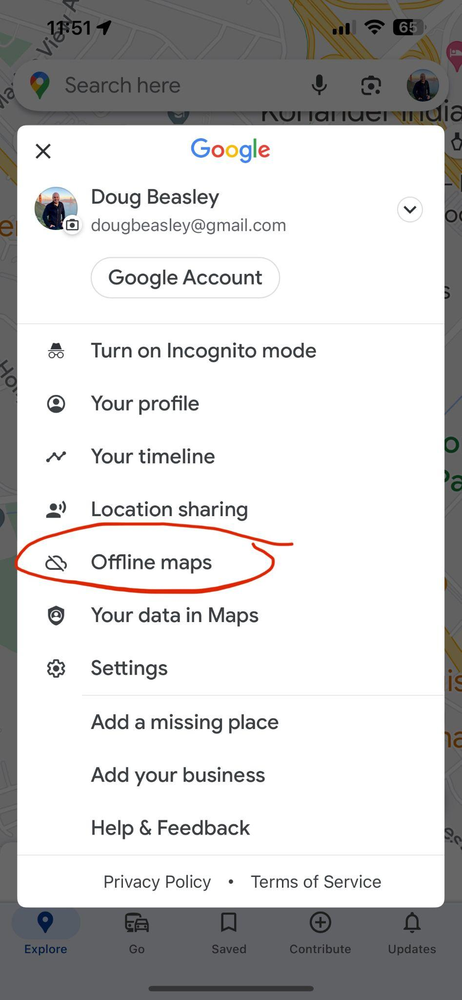 11:51
65
Search here
Koriander India
Google
Doug Beasley
dougbeasley@gmail.com
Google Account
Turn on Incognito mode
Your profile
Your timeline
Location sharing
Offline maps
Your data in Maps
Settings
Add a missing place
Add your business
Help & Feedback
Privacy Policy • Terms of Service
Explore
Go
Saved
Contribute
Updates